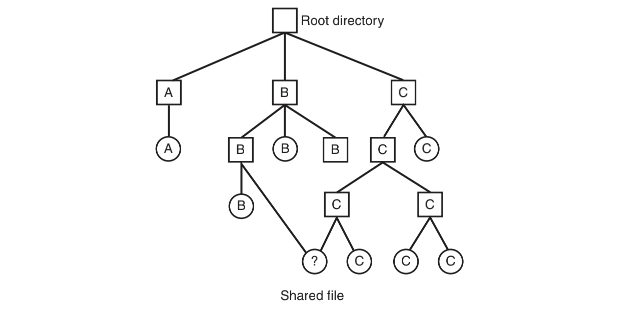 Root directory
A B C
A B B B C C
B C C
? C C C
Shared file